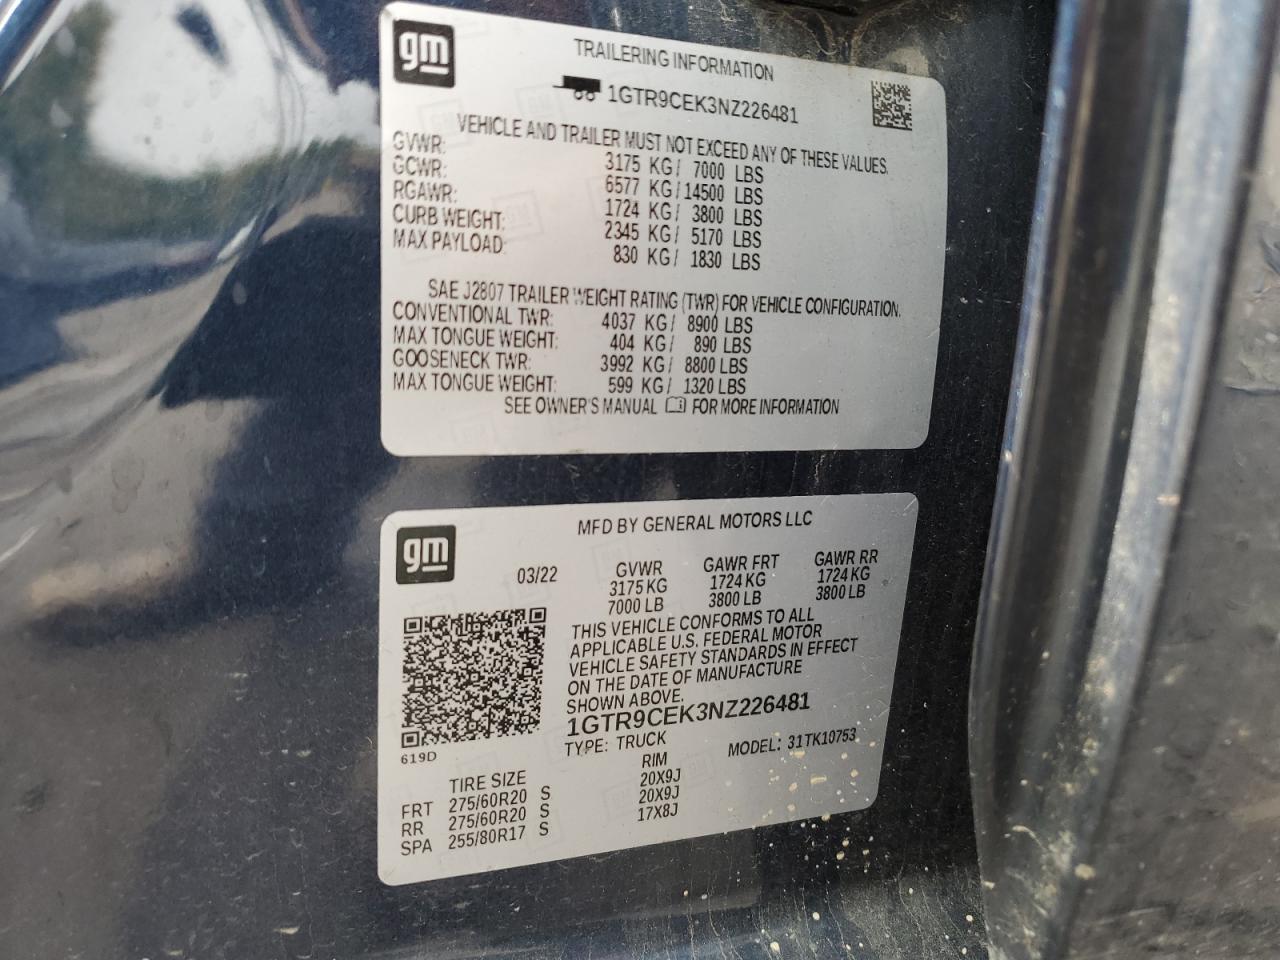 gm
TRAILERING INFORMATION
1GTR9CEK3NZ226481
VEHICLE AND TRAILER MUST NOT EXCEED ANY OF THESE VALUES.
GVWR: 3175 KG/ 7000 LBS
GCWR: 6577 KG/14500 LBS
RGAWR: 1724 KG/ 3800 LBS
CURB WEIGHT: 2345 KG/ 5170 LBS
MAX PAYLOAD: 830 KG/ 1830 LBS
SAE J2807 TRAILER WEIGHT RATING (TWR) FOR VEHICLE CONFIGURATION.
CONVENTIONAL TWR: 4037 KG/ 8900 LBS
MAX TONGUE WEIGHT: 404 KG/ 890 LBS
GOOSENECK TWR: 3992 KG/ 8800 LBS
MAX TONGUE WEIGHT: 599 KG/ 1320 LBS
SEE OWNER'S MANUAL FOR MORE INFORMATION
gm
MFD BY GENERAL MOTORS LLC
03/22 GVWR GAWR FRT GAWR RR
3175 KG 1724 KG 1724 KG
7000 LB 3800 LB 3800 LB
THIS VEHICLE CONFORMS TO ALL
APPLICABLE U.S. FEDERAL MOTOR
VEHICLE SAFETY STANDARDS IN EFFECT
ON THE DATE OF MANUFACTURE
SHOWN ABOVE.
1GTR9CEK3NZ226481
619D
TYPE: TRUCK MODEL: 31TK10753
TIRE SIZE RIM
FRT 275/60R20 S 20X9J
RR 275/60R20 S 20X9J
SPA 255/80R17 S 17X8J